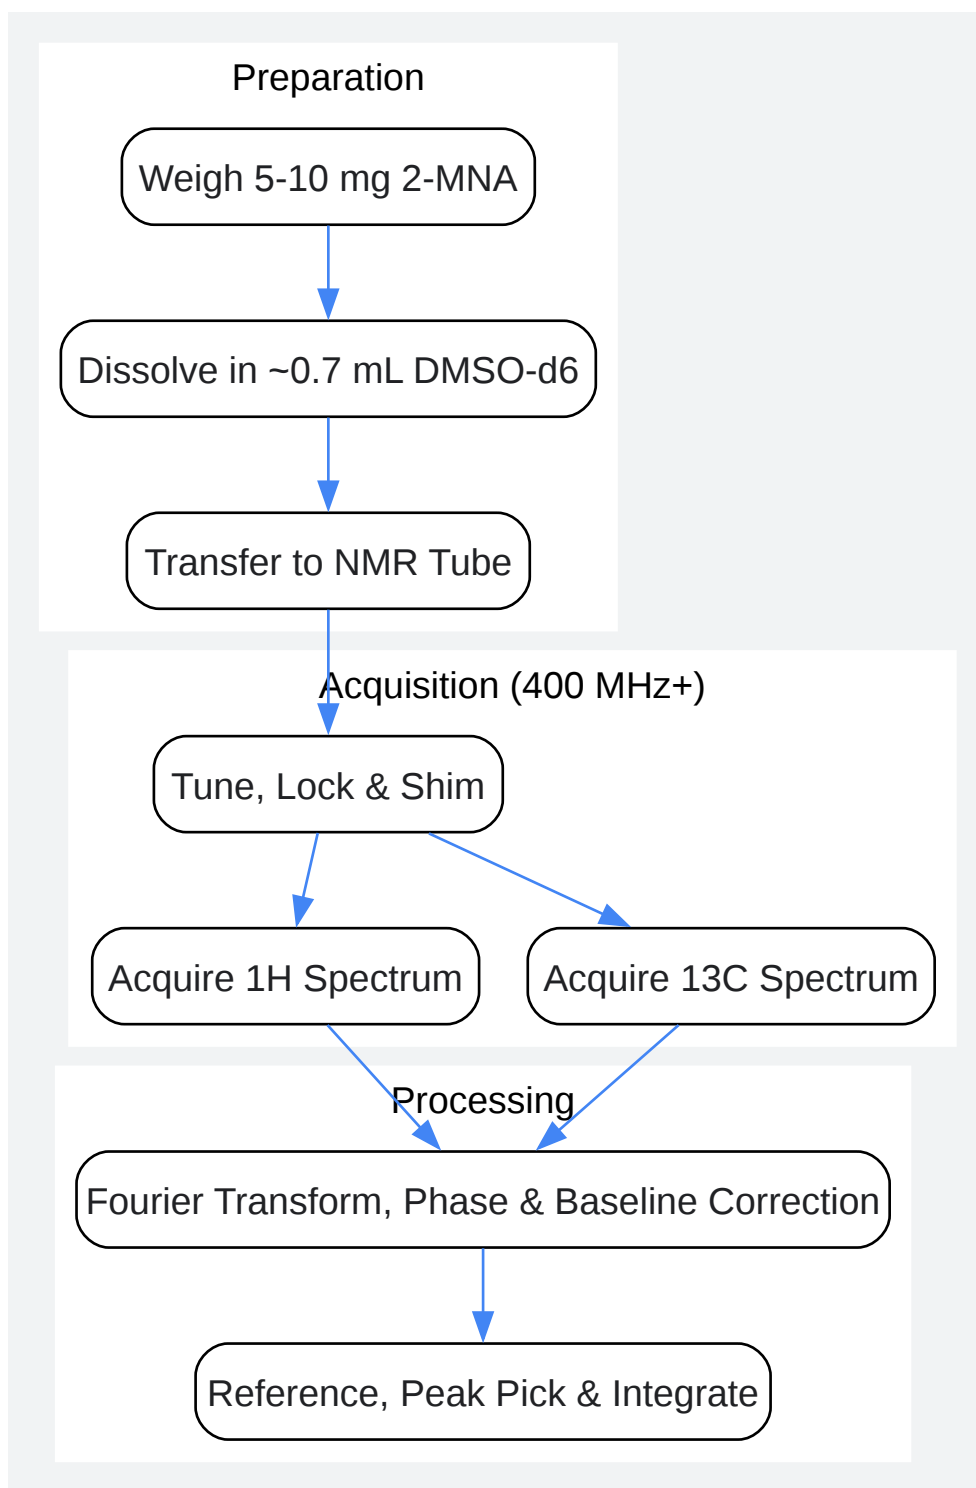 Preparation
Weigh 5-10 mg 2-MNA
Dissolve in ~0.7 mL DMSO-d6
Transfer to NMR Tube
Acquisition (400 MHz+)
Tune, Lock & Shim
Acquire 1H Spectrum
Acquire 13C Spectrum
Processing
Fourier Transform, Phase & Baseline Correction
Reference, Peak Pick & Integrate